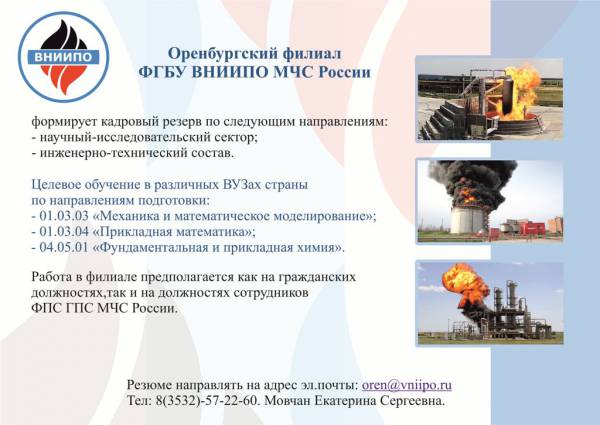 ВНИИПО
Оренбургский филиал
ФГБУ ВНИИПО МЧС России
формирует кадровый резерв по следующим направлениям:
- научный-исследовательский сектор;
- инженерно-технический состав.
Целевое обучение в различных ВУЗах страны
по направлениям подготовки:
- 01.03.03 «Механика и математическое моделирование»;
- 01.03.04 «Прикладная математика»;
- 04.05.01 «Фундаментальная и прикладная химия».
Работа в филиале предполагается как на гражданских
должностях,так и на должностях сотрудников
ФПС ГПС МЧС России.
Резюме направлять на адрес эл.почты: oren@vniipo.ru
Тел: 8(3532)-57-22-60. Мовчан Екатерина Сергеевна.